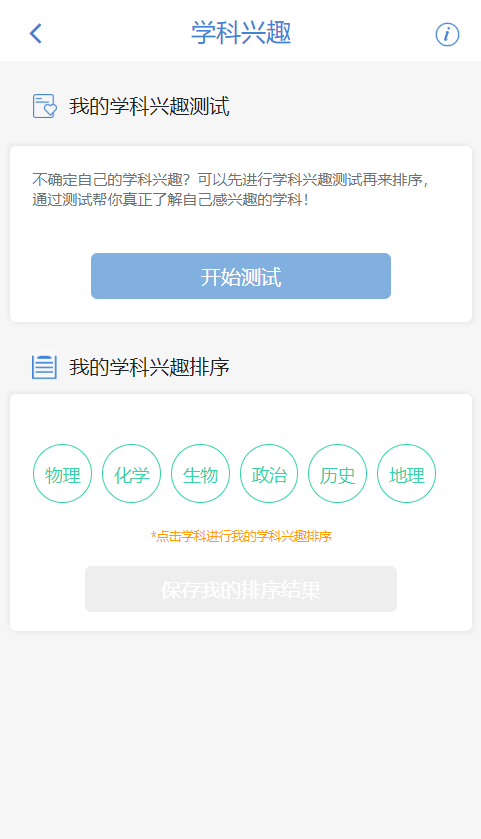 学科兴趣
我的学科兴趣测试
不确定自己的学科兴趣？可以先进行学科兴趣测试再来排序，
通过测试帮你真正了解自己感兴趣的学科！
开始测试
我的学科兴趣排序
物理 化学 生物 政治 历史 地理
*点击学科进行我的学科兴趣排序
保存我的排序结果